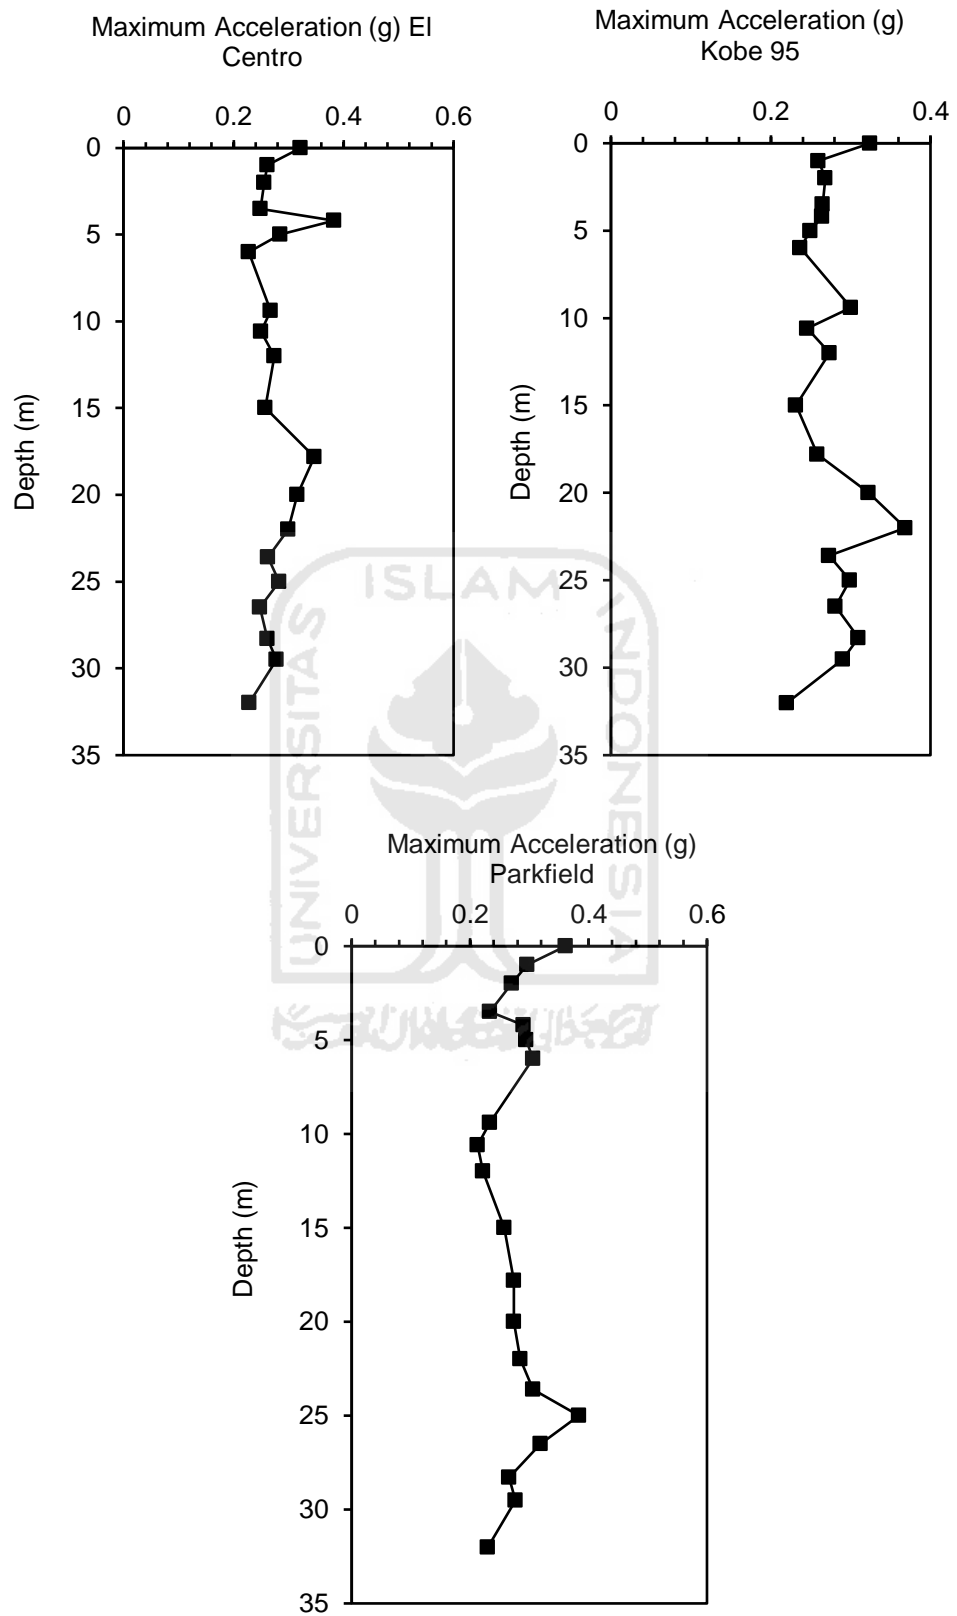 Maximum Acceleration (g) El
Centro
0 0.2 0.4 0.6
0
5
10
15
20
25
30
35
Depth (m)
Maximum Acceleration (g)
Kobe 95
0 0.2 0.4
0
5
10
15
20
25
30
35
Depth (m)
ISLAM
UNIVERSITAS
INDONESIA
Maximum Acceleration (g)
Parkfield
0 0.2 0.4 0.6
0
5
10
15
20
25
30
35
Depth (m)